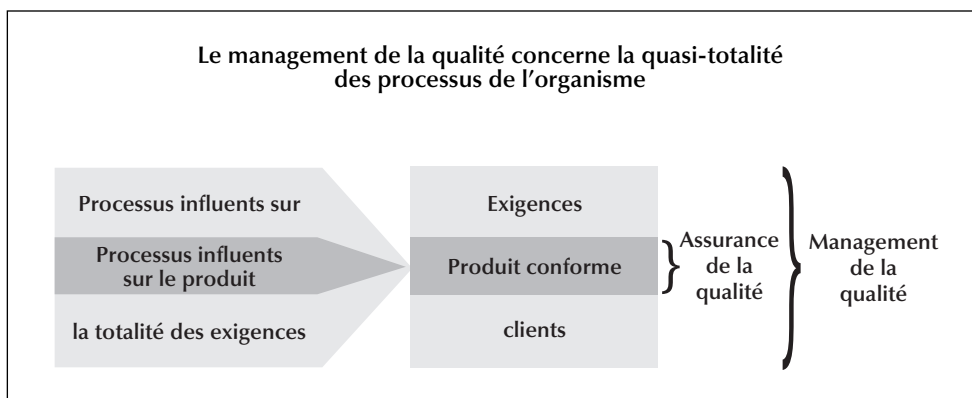 Le management de la qualité concerne la quasi-totalité
des processus de l'organisme
Processus influents sur
Processus influents
sur le produit
la totalité des exigences
Exigences
Produit conforme
clients
Assurance
de la
qualité
Management
de la
qualité